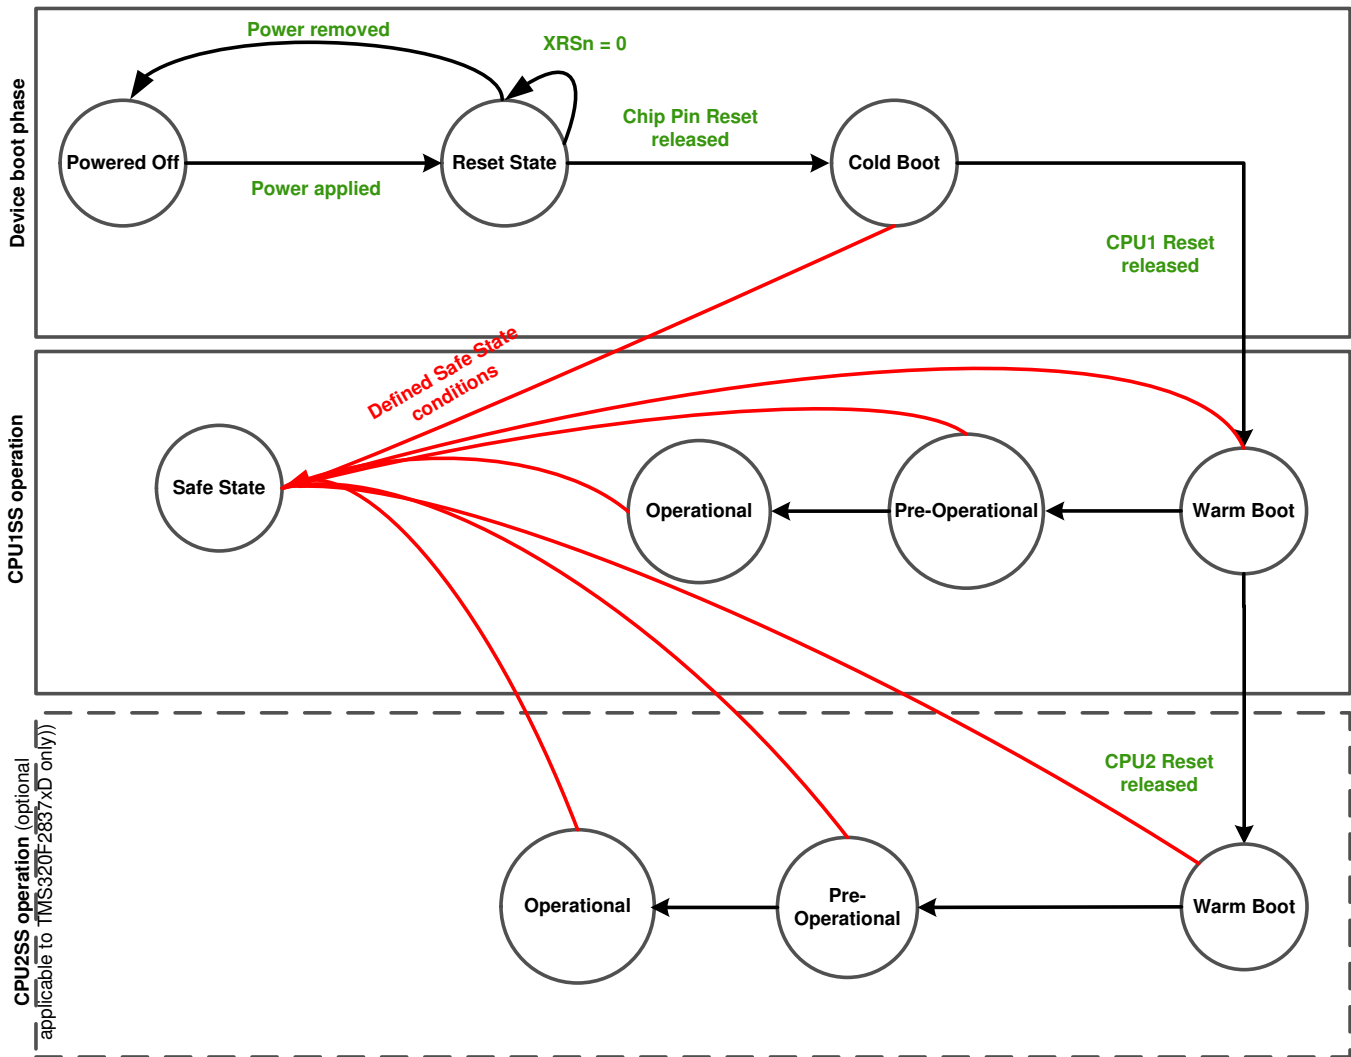 Device boot phase
Power removed
XRSn = 0
Powered Off
Power applied
Reset State
Chip Pin Reset
released
Cold Boot
CPU1 Reset
released
CPU1SS operation
Defined Safe State
conditions
Safe State
Operational
Pre-Operational
Warm Boot
CPU2SS operation (optional
applicable to TMS320F2837xD only))
CPU2 Reset
released
Operational
Pre-
Operational
Warm Boot